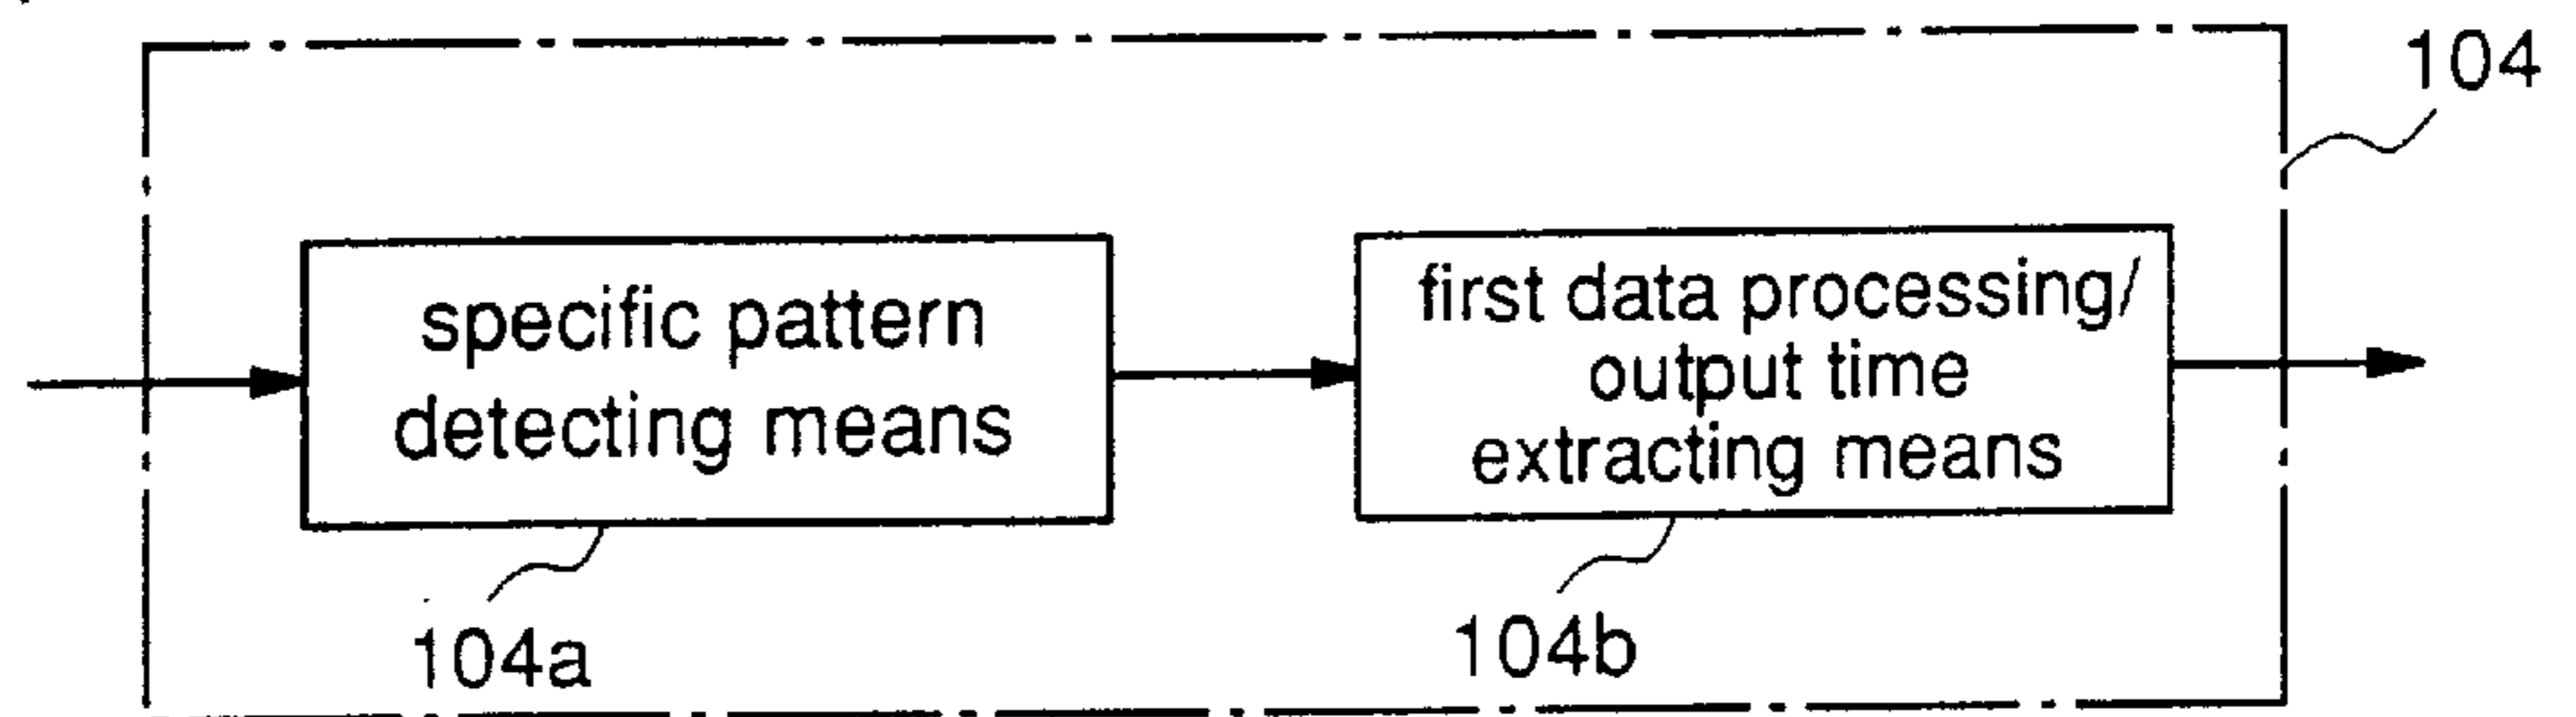 104
specific pattern
detecting means
first data processing/
output time
extracting means
104a
104b